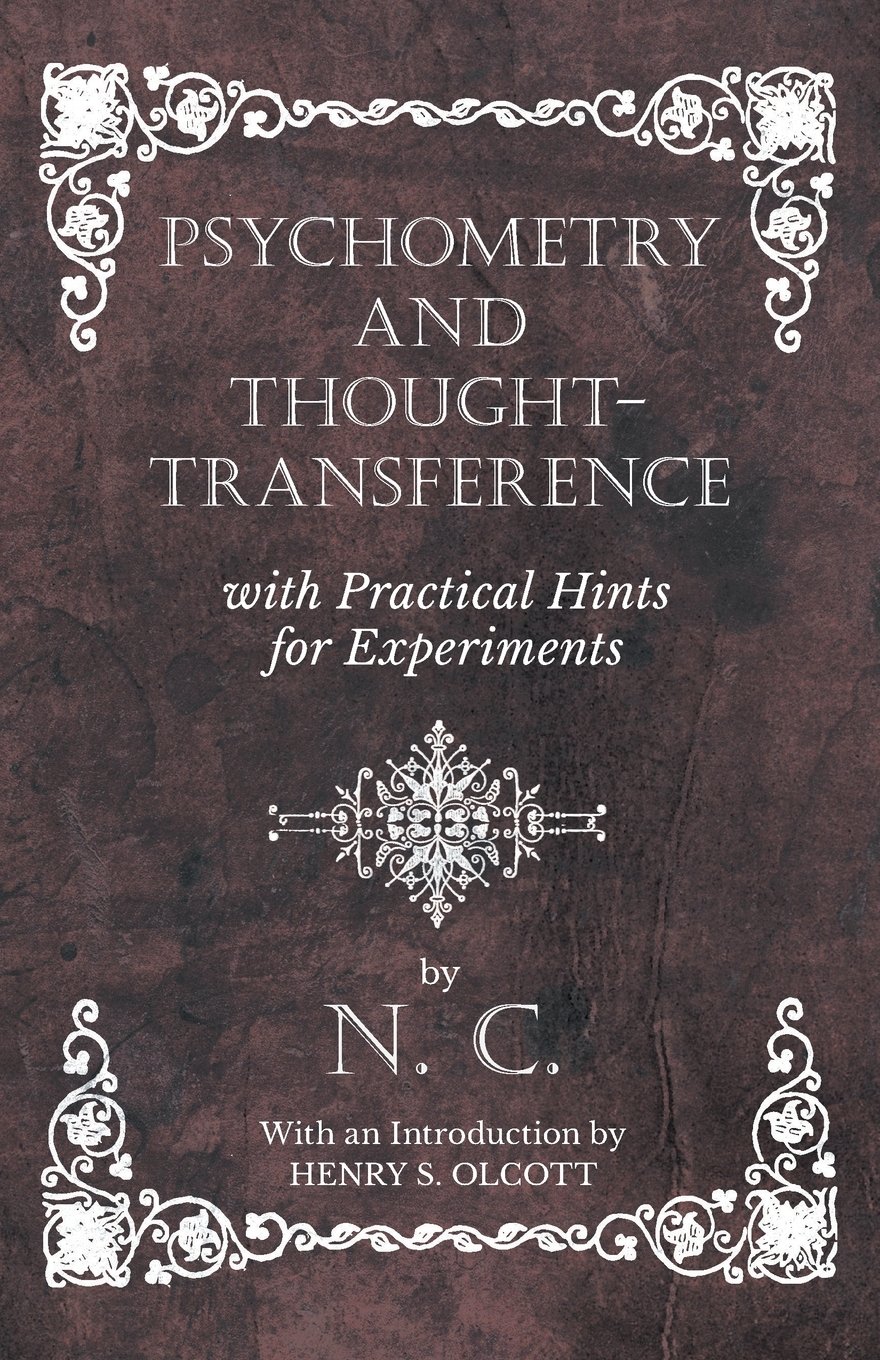 PSYCHOMETRY
AND
THOUGHT-
TRANSFERENCE
with Practical Hints
for Experiments
by
N. C.
With an Introduction by
HENRY S. OLCOTT